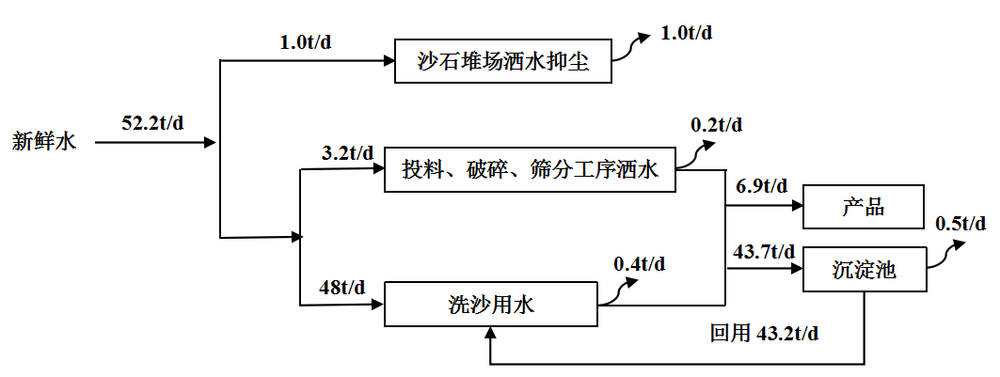 1.0t/d
沙石堆场洒水抑尘
1.0t/d
新鲜水
52.2t/d
3.2t/d
投料、破碎、筛分工序洒水
0.2t/d
6.9t/d
产品
48t/d
洗沙用水
0.4t/d
43.7t/d
沉淀池
0.5t/d
回用 43.2t/d